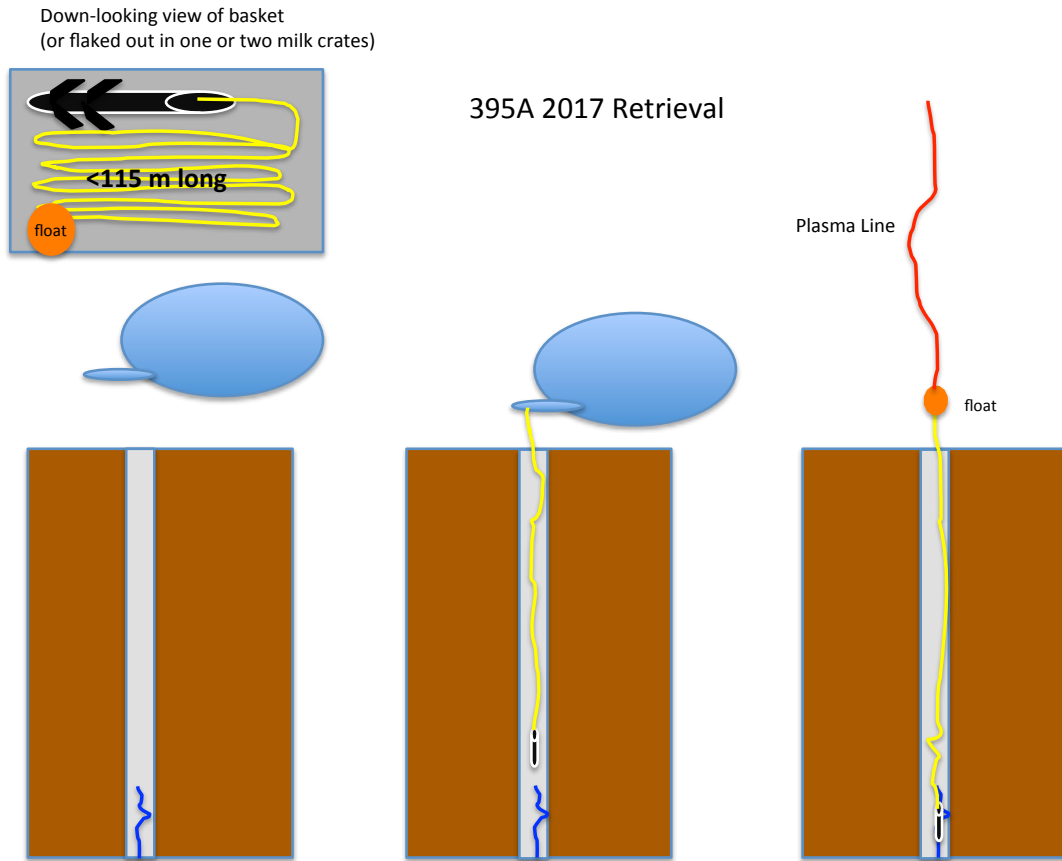 Down-looking view of basket
(or flaked out in one or two milk crates)
395A 2017 Retrieval
<115 m long
float
Plasma Line
float